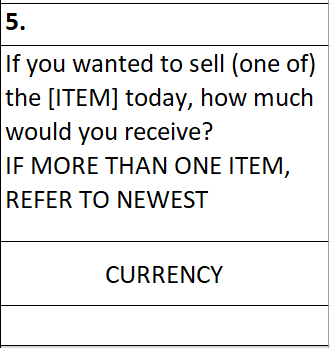 5.
If you wanted to sell (one of)
the [ITEM] today, how much
would you receive?
IF MORE THAN ONE ITEM,
REFER TO NEWEST
CURRENCY